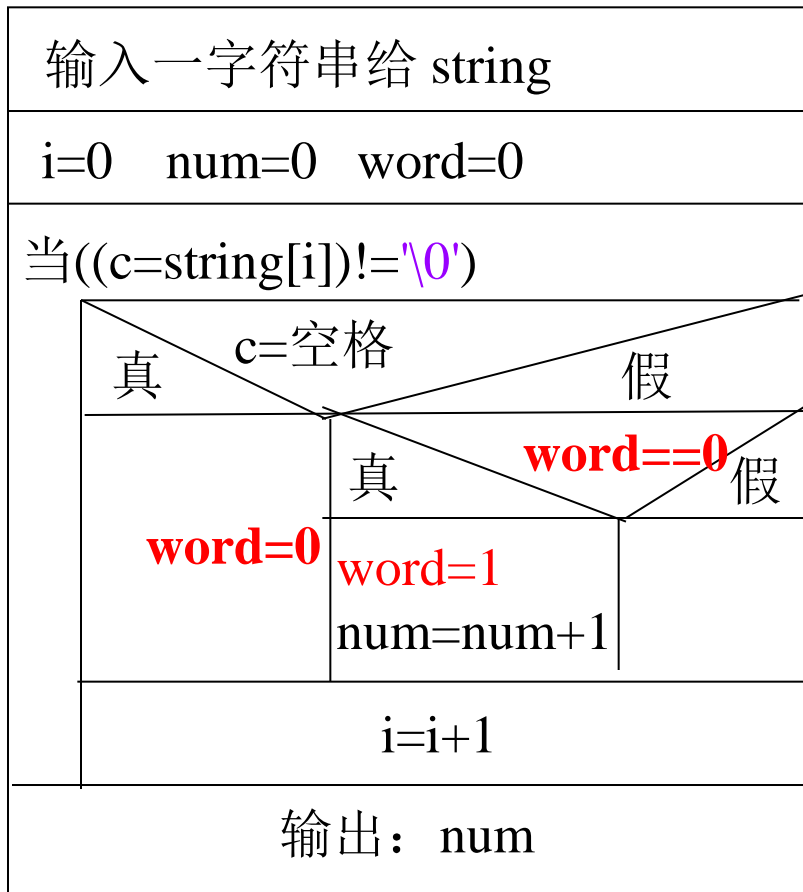 输入一字符串给 string
i=0 num=0 word=0
当((c=string[i])!='\0')
c=空格
真
假
word==0
真
假
word=0
word=1
num=num+1
i=i+1
输出：num